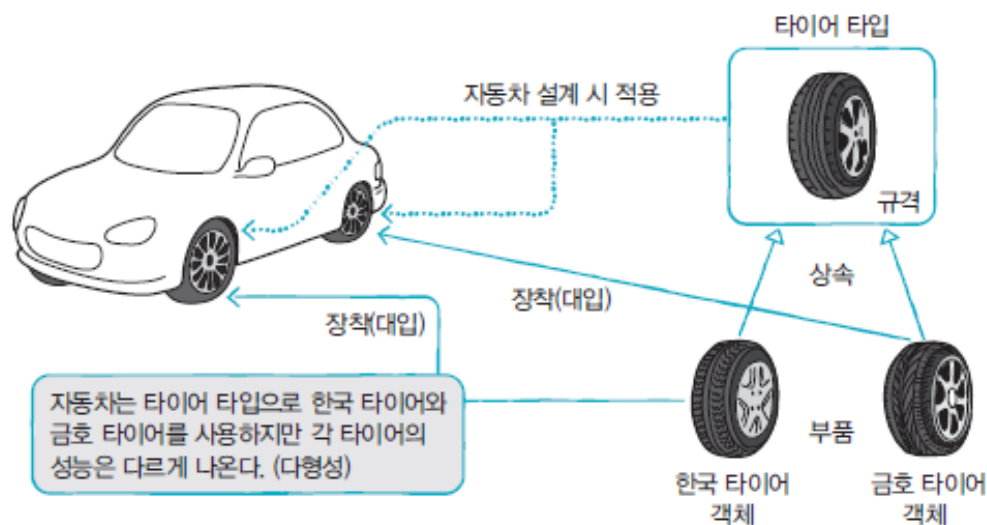 타이어 타입
자동차 설계 시 적용
규격
상속
장착(대입)
장착(대입)
자동차는 타이어 타입으로 한국 타이어와
금호 타이어를 사용하지만 각 타이어의
성능은 다르게 나온다. (다형성)
부품
한국 타이어
객체
금호 타이어
객체